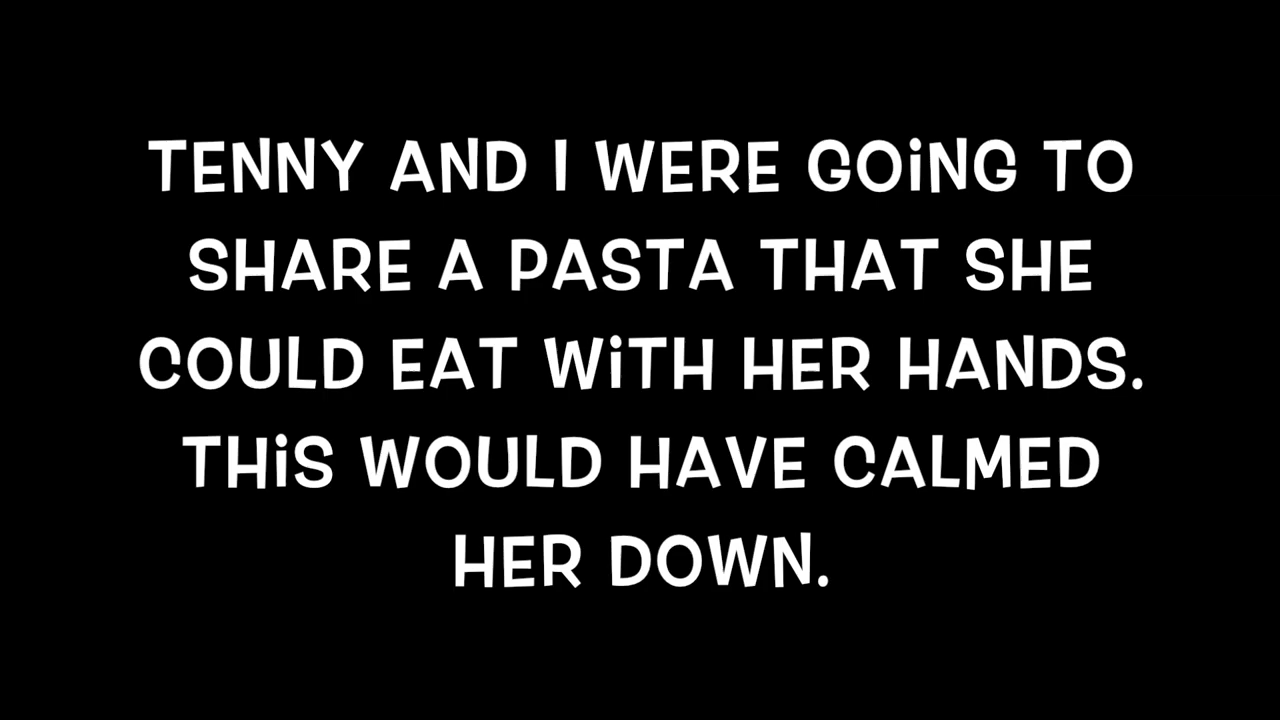 TENNY AND I WERE GOING TO
SHARE A PASTA THAT SHE
COULD EAT WITH HER HANDS.
THIS WOULD HAVE CALMED
HER DOWN.